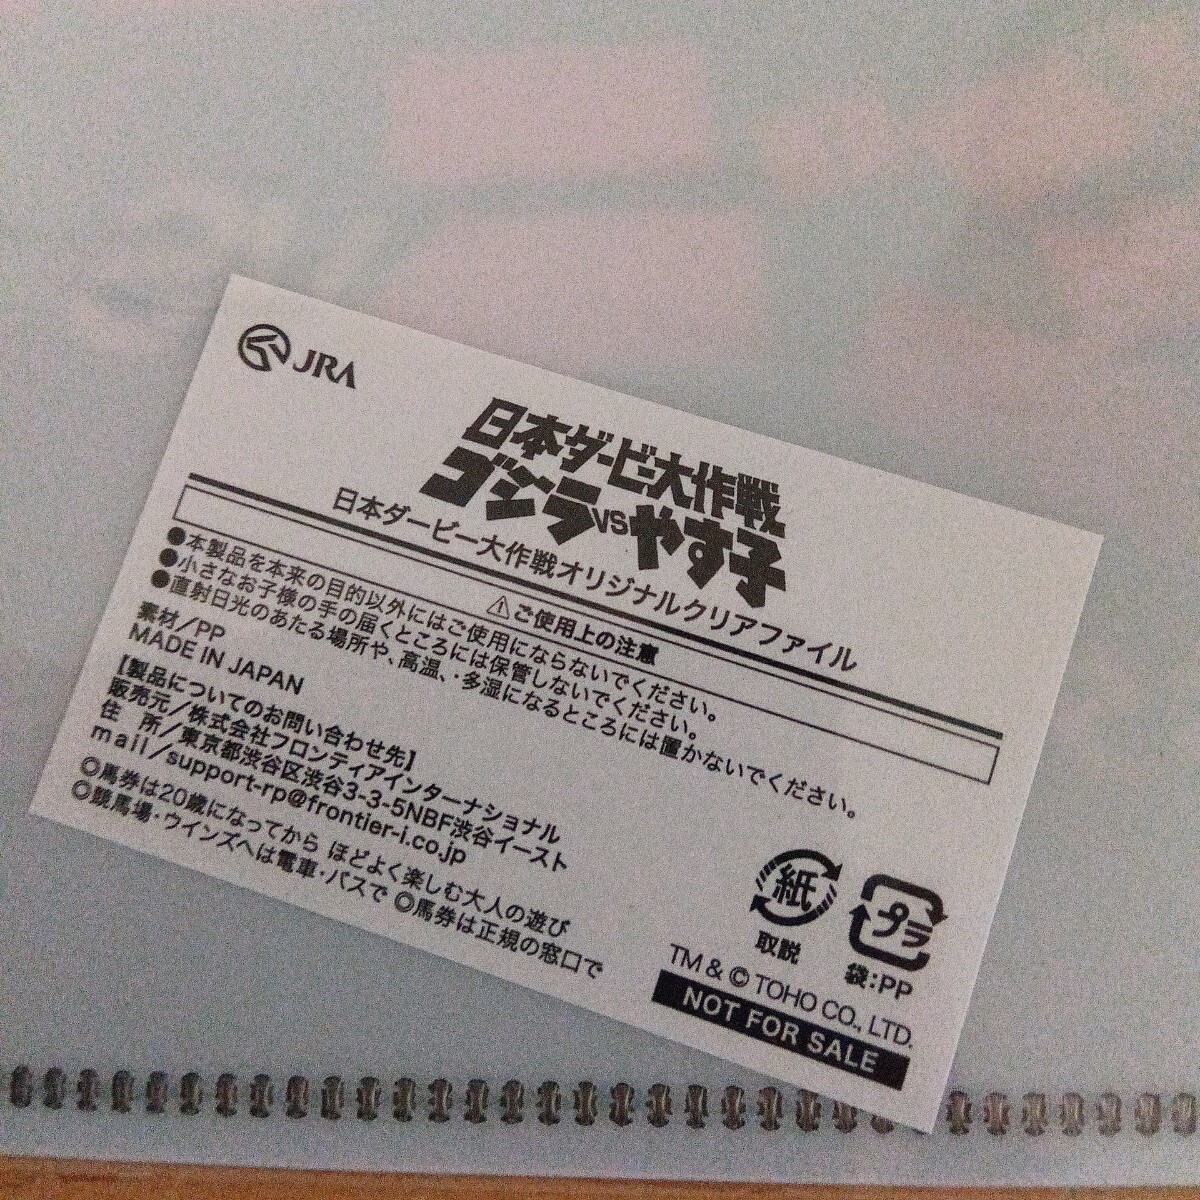 JRA
日本ダービー大作戦
ゴジラVSやす子
日本ダービー大作戦オリジナルクリアファイル
⚠ご使用上の注意
●本製品を本来の目的以外にはご使用にならないでください。
●小さなお子様の手の届くところには保管しないでください。
●直射日光のあたる場所や、高温、・多湿になるところには置かないでください。
素材/PP
MADE IN JAPAN
【製品についてのお問い合わせ先】
販売元/株式会社フロンティアインターナショナル
住 所/東京都渋谷区渋谷3-3-5NBF渋谷イースト
mail/support-rp@frontier-i.co.jp
◎馬券は20歳になってから ほどよく楽しむ大人の遊び
◎競馬場・ウインズへは電車・バスで ◎馬券は正規の窓口で
紙
取説
プラ
袋:PP
TM & © TOHO CO., LTD.
NOT FOR SALE